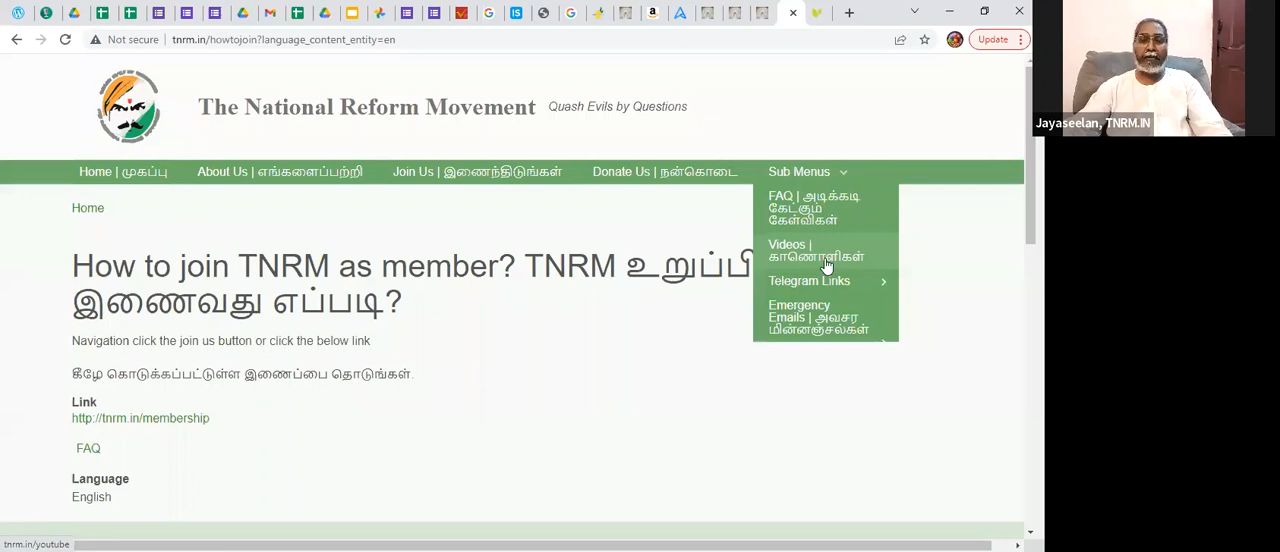 Not secure
tnrm.in/howtojoin?language_content_entity=en
Update
The National Reform Movement
Quash Evils by Questions
Home | முகப்பு
About Us | எங்களைப்பற்றி
Join Us | இணைந்திடுங்கள்
Donate Us | நன்கொடை
Sub Menus
FAQ | அடிக்கடி
கேட்கும்
கேள்விகள்
Videos |
காணொளிகள்
Telegram Links
Emergency
Emails | அவசர
மின்னஞ்சல்கள்
Home
How to join TNRM as member? TNRM உறுப்பி
இணைவது எப்படி?
Navigation click the join us button or click the below link
கீழே கொடுக்கப்பட்டுள்ள இணைப்பை தொடுங்கள்.
Link
http://tnrm.in/membership
FAQ
Language
English
tnrm.in/youtube
Jayaseelan, TNRM.IN